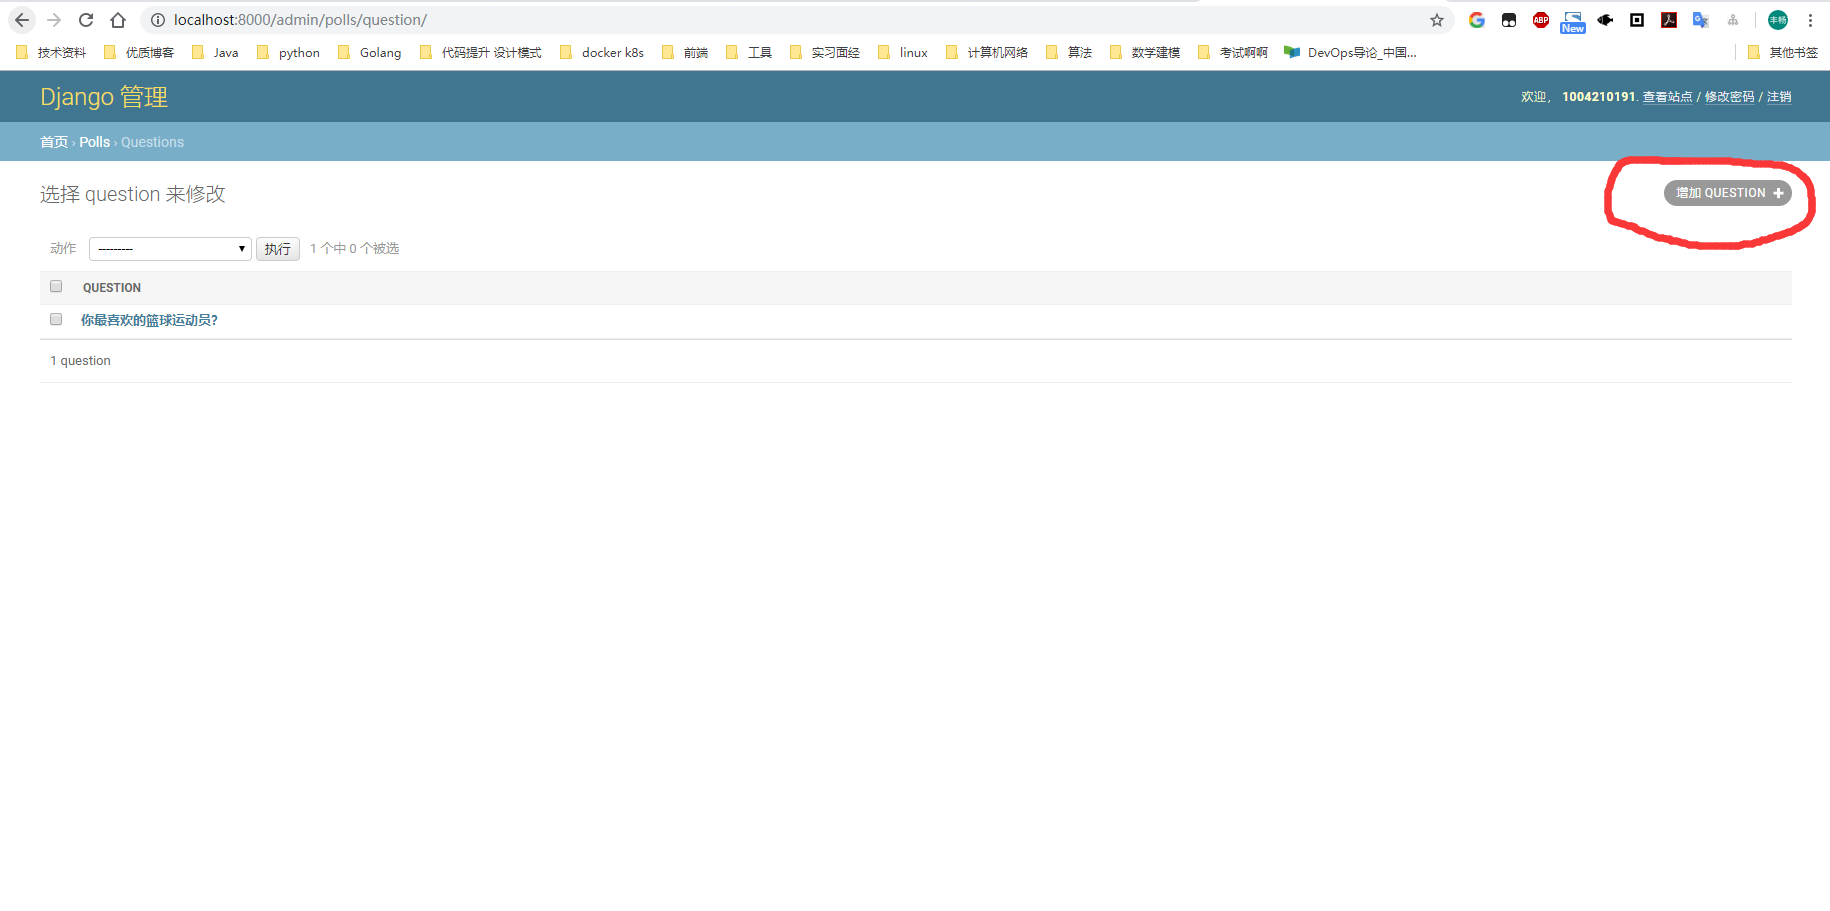 localhost:8000/admin/polls/question/
ABP
New
丰畅
技术资料 优质博客 Java python Golang 代码提升 设计模式 docker k8s 前端 工具 实习面经 linux 计算机网络 算法 数学建模 考试啊啊 DevOps导论_中国... 其他书签
Django 管理
欢迎， 1004210191. 查看站点 / 修改密码 / 注销
首页 › Polls › Questions
选择 question 来修改
增加 QUESTION +
动作 --------- 执行 1 个中 0 个被选
QUESTION
你最喜欢的篮球运动员?
1 question